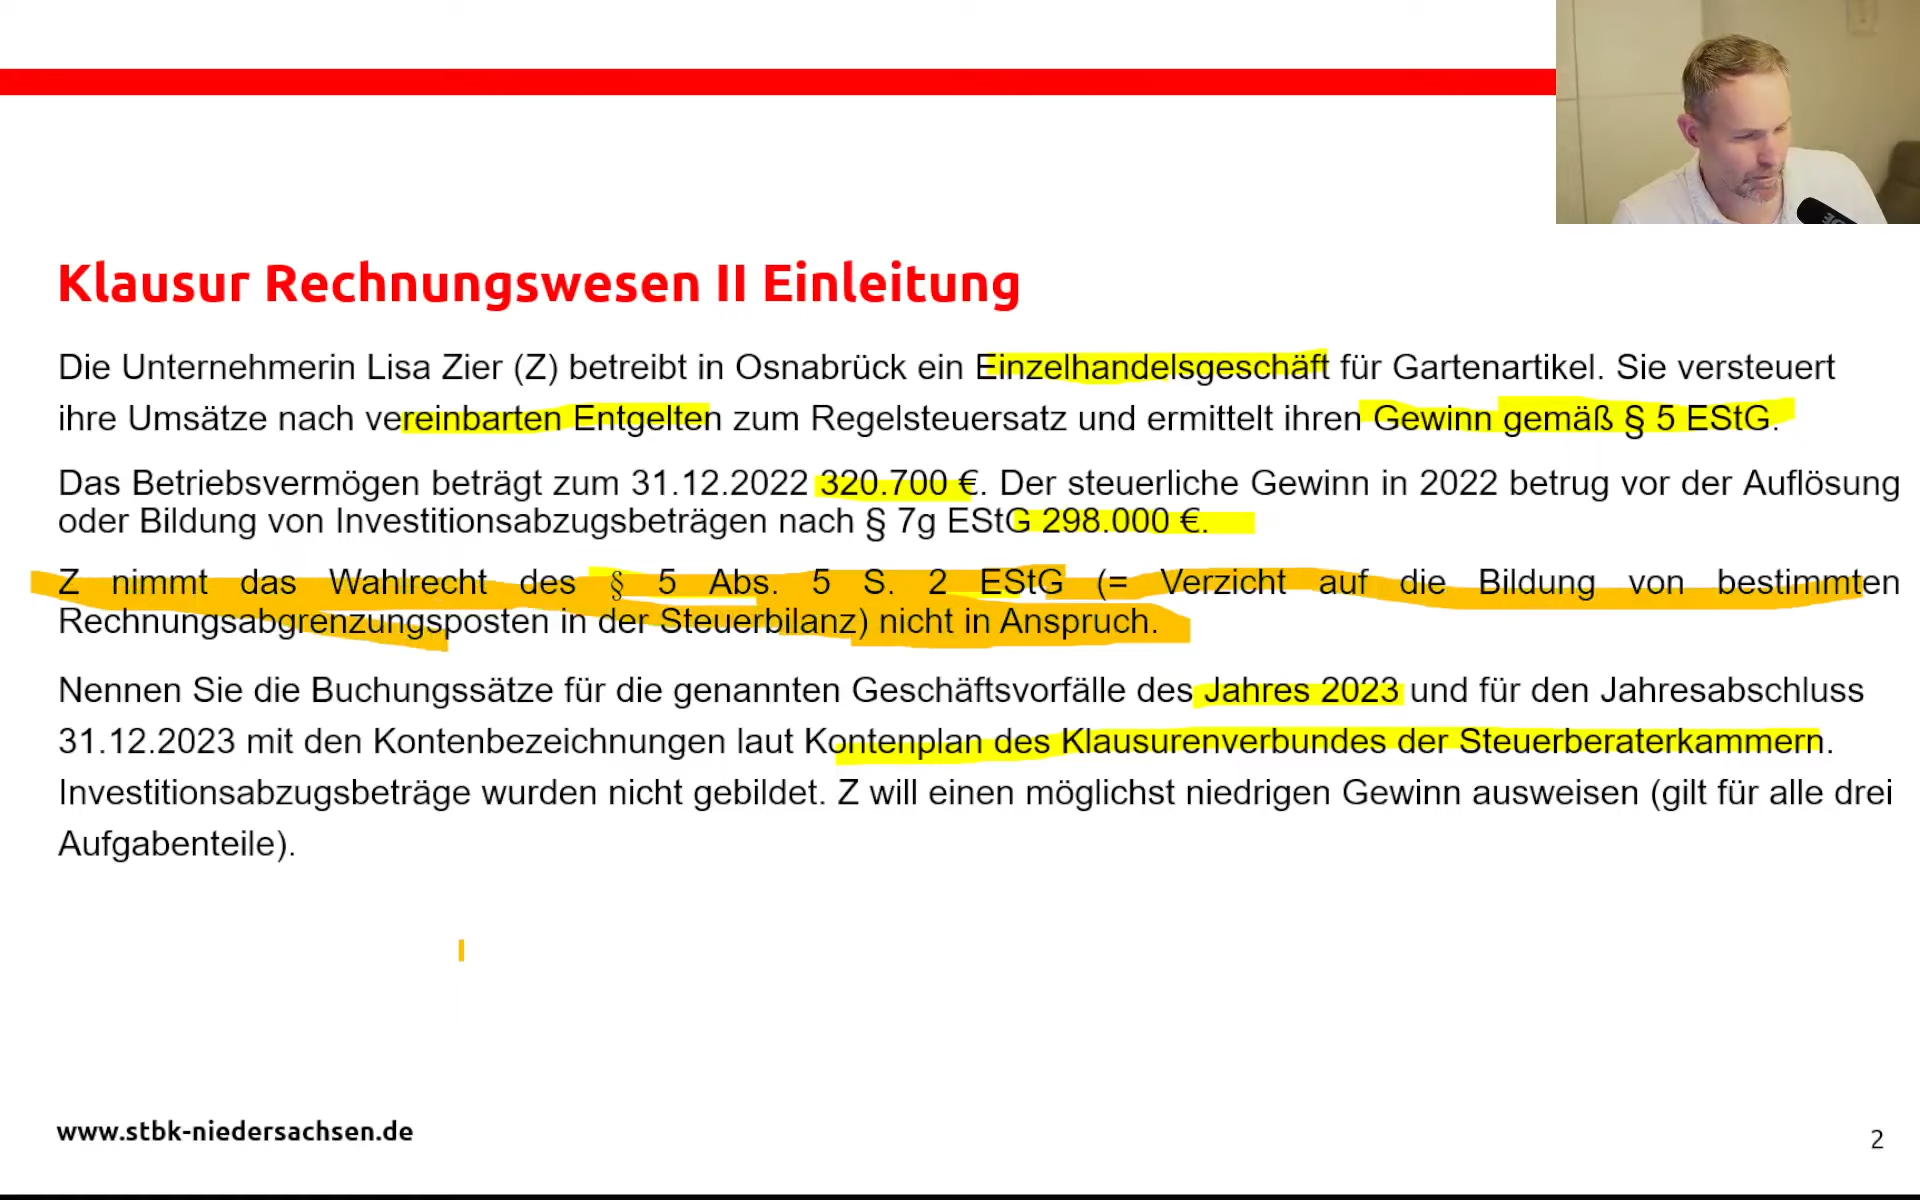 Klausur Rechnungswesen II Einleitung
Die Unternehmerin Lisa Zier (Z) betreibt in Osnabrück ein Einzelhandelsgeschäft für Gartenartikel. Sie versteuert
ihre Umsätze nach vereinbarten Entgelten zum Regelsteuersatz und ermittelt ihren Gewinn gemäß § 5 EStG.
Das Betriebsvermögen beträgt zum 31.12.2022 320.700 €. Der steuerliche Gewinn in 2022 betrug vor der Auflösung
oder Bildung von Investitionsabzugsbeträgen nach § 7g EStG 298.000 €.
Z nimmt das Wahlrecht des § 5 Abs. 5 S. 2 EStG (= Verzicht auf die Bildung von bestimmten
Rechnungsabgrenzungsposten in der Steuerbilanz) nicht in Anspruch.
Nennen Sie die Buchungssätze für die genannten Geschäftsvorfälle des Jahres 2023 und für den Jahresabschluss
31.12.2023 mit den Kontenbezeichnungen laut Kontenplan des Klausurenverbundes der Steuerberaterkammern.
Investitionsabzugsbeträge wurden nicht gebildet. Z will einen möglichst niedrigen Gewinn ausweisen (gilt für alle drei
Aufgabenteile).
www.stbk-niedersachsen.de
2